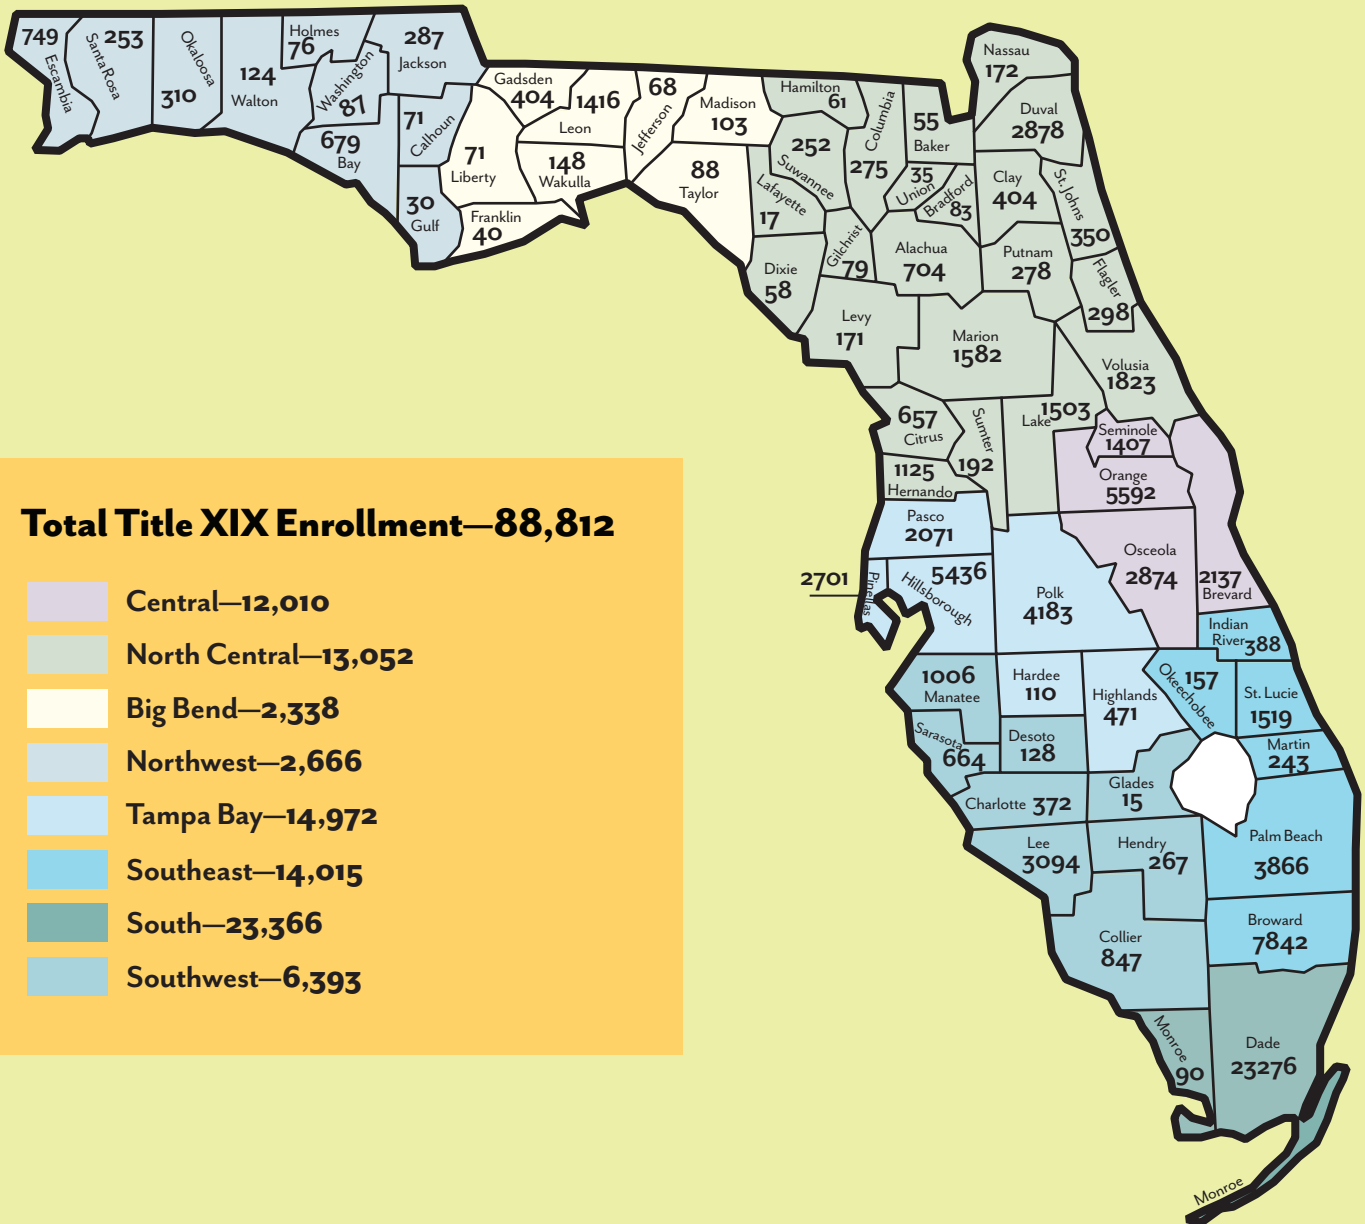 749
Escambia
253
Santa Rosa
Okaloosa
310
124
Walton
Holmes
76
Washington
87
287
Jackson
679
Bay
71
Calhoun
30
Gulf
Gadsden
404
71
Liberty
1416
Leon
148
Wakulla
Franklin
40
68
Jefferson
Madison
103
88
Taylor
Hamilton
61
252
Suwannee
Lafayette
17
Dixie
58
Columbia
275
Gilchrist
79
55
Baker
35
Union
Bradford
83
Nassau
172
Duval
2878
Clay
404
St. Johns
350
Alachua
704
Putnam
278
Flagler
298
Levy
171
Marion
1582
Volusia
1823
657
Citrus
Sumter
192
Lake 1503
1125
Hernando
Seminole
1407
Orange
5592
Pasco
2071
Osceola
2874
2137
Brevard
2701
Pinellas
5436
Hillsborough
Polk
4183
Indian
River 388
1006
Manatee
Hardee
110
Highlands
471
157
Okeechobee
St. Lucie
1519
Sarasota
664
Desoto
128
Martin
243
Charlotte 372
Glades
15
Palm Beach
3866
Lee
3094
Hendry
267
Broward
7842
Collier
847
Monroe
90
Dade
23276
Monroe
Total Title XIX Enrollment—88,812
Central—12,010
North Central—13,052
Big Bend—2,338
Northwest—2,666
Tampa Bay—14,972
Southeast—14,015
South—23,366
Southwest—6,393